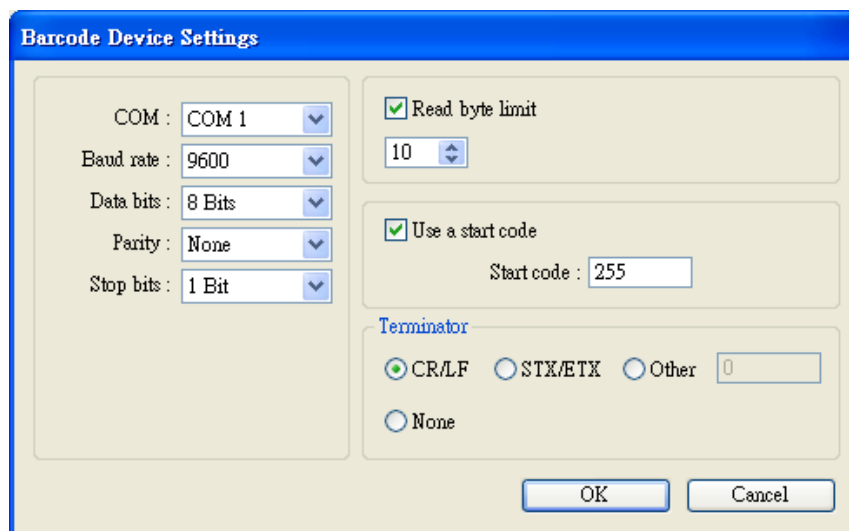 Barcode Device Settings
COM : COM 1
Baud rate : 9600
Data bits : 8 Bits
Parity : None
Stop bits : 1 Bit
Read byte limit
10
Use a start code
Start code : 255
Terminator
CR/LF STX/ETX Other 0
None
OK Cancel